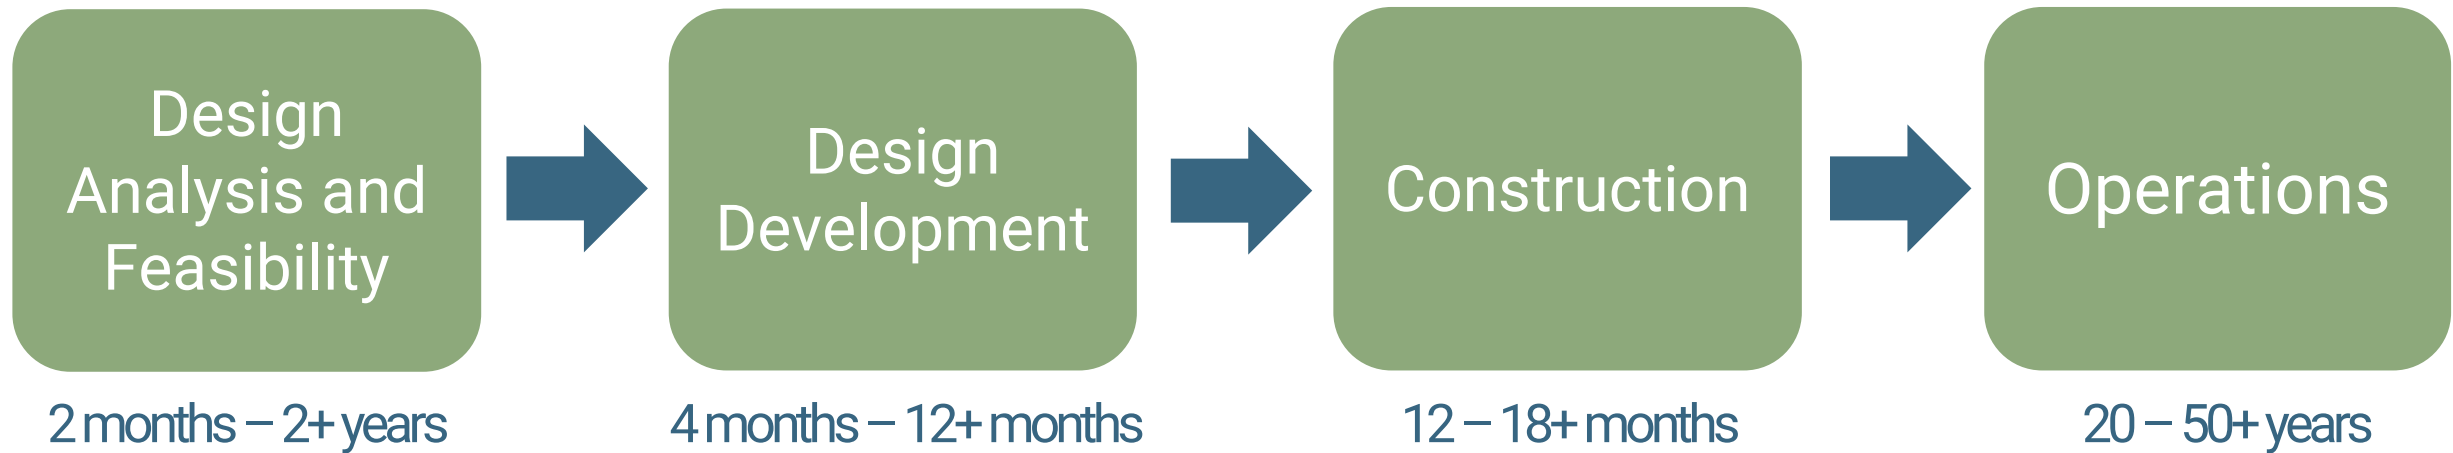 Design
Analysis and
Feasibility
2 months – 2+ years
Design
Development
4 months – 12+ months
Construction
12 – 18+ months
Operations
20 – 50+ years